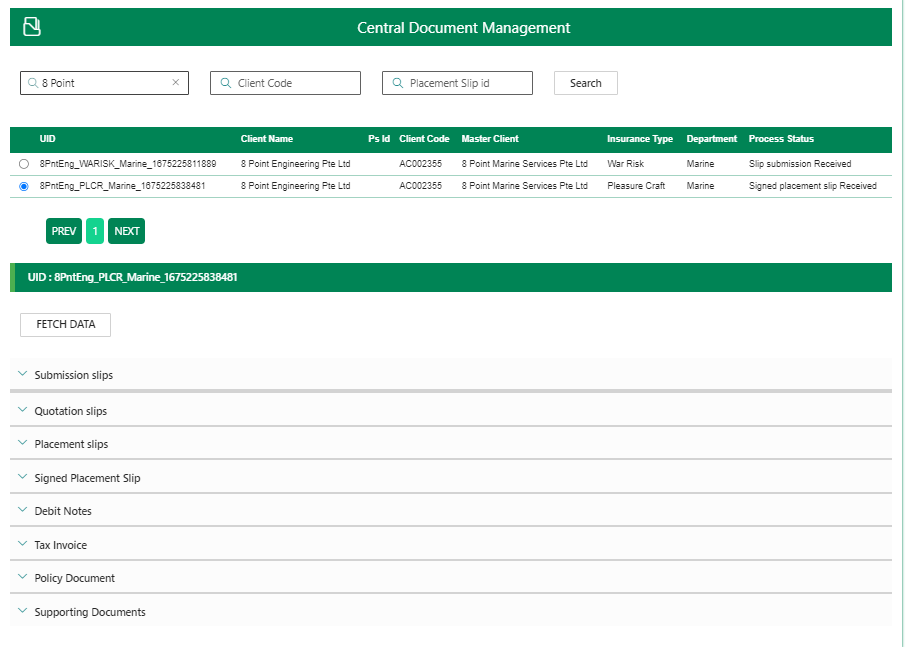 Central Document Management
8 Point × Client Code Placement Slip id Search
UID Client Name Ps Id Client Code Master Client Insurance Type Department Process Status
8PntEng_WARISK_Marine_1675225811889 8 Point Engineering Pte Ltd AC002355 8 Point Marine Services Pte Ltd War Risk Marine Slip submission Received
8PntEng_PLCR_Marine_1675225838481 8 Point Engineering Pte Ltd AC002355 8 Point Marine Services Pte Ltd Pleasure Craft Marine Signed placement slip Received
PREV 1 NEXT
UID : 8PntEng_PLCR_Marine_1675225838481
FETCH DATA
Submission slips
Quotation slips
Placement slips
Signed Placement Slip
Debit Notes
Tax Invoice
Policy Document
Supporting Documents